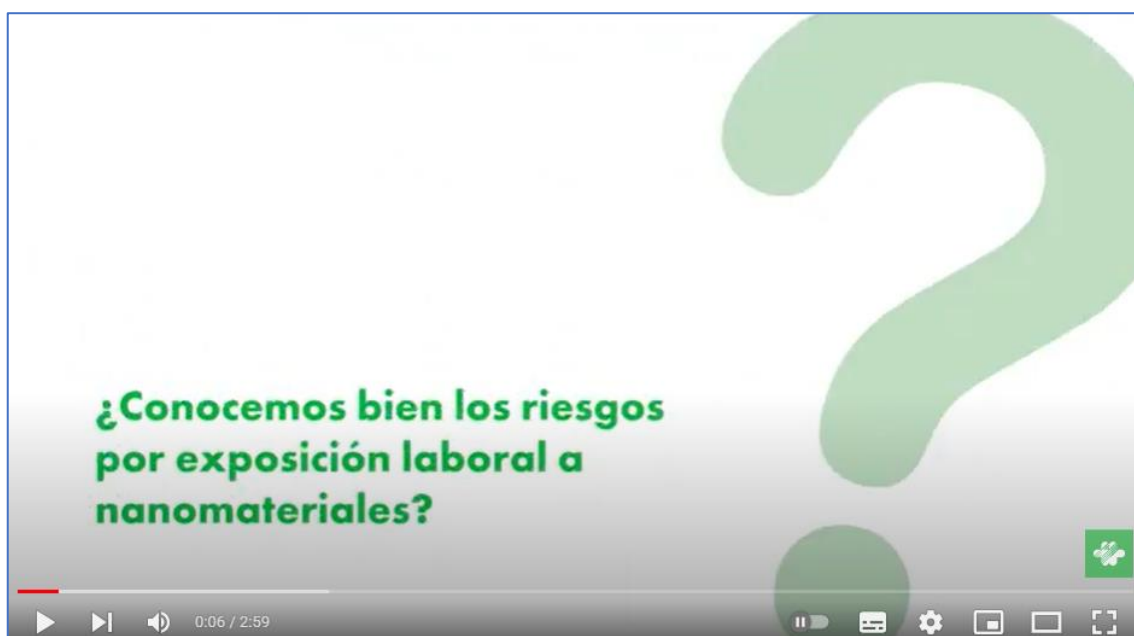 ¿Conocemos bien los riesgos
por exposición laboral a
nanomateriales?
0:06 / 2:59